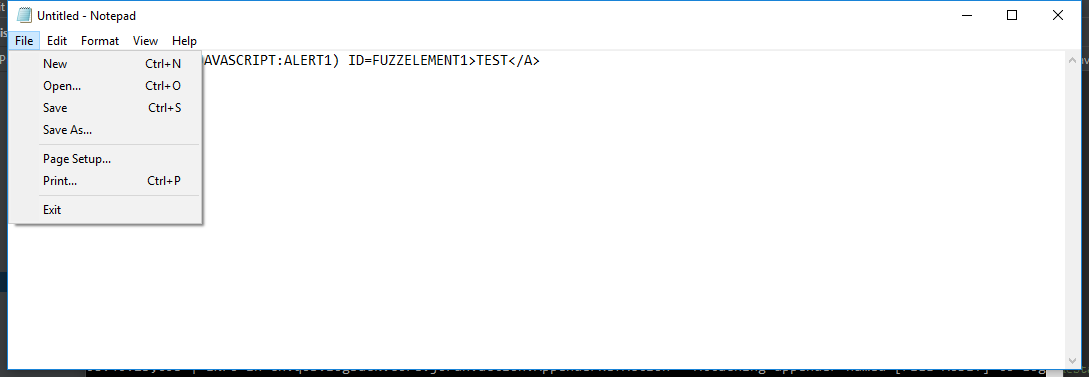 Untitled - Notepad
File Edit Format View Help
AVASCRIPT:ALERT1) ID=FUZZELEMENT1>TEST</A>
New Ctrl+N
Open... Ctrl+O
Save Ctrl+S
Save As...
Page Setup...
Print... Ctrl+P
Exit